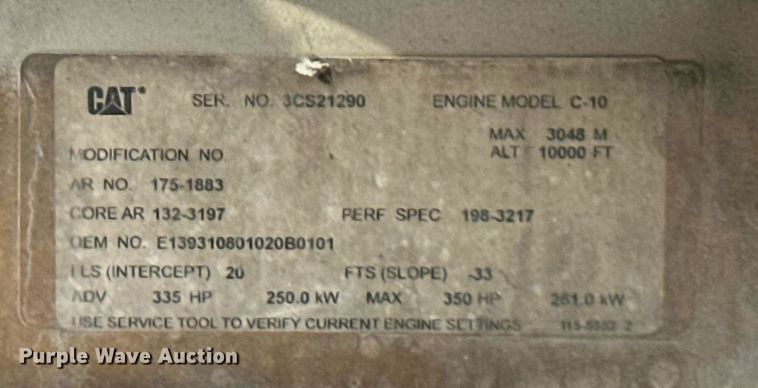 CAT SER. NO. 3CS21290 ENGINE MODEL C-10
MAX 3048 M
MODIFICATION NO. ALT 10000 FT
AR NO. 175-1883
CORE AR 132-3197 PERF SPEC 198-3217
OEM NO. E139310801020B0101
FLS (INTERCEPT) 20 FTS (SLOPE) -33
ADV 335 HP 250.0 kW MAX 350 HP 261.0 kW
USE SERVICE TOOL TO VERIFY CURRENT ENGINE SETTINGS
Purple Wave Auction